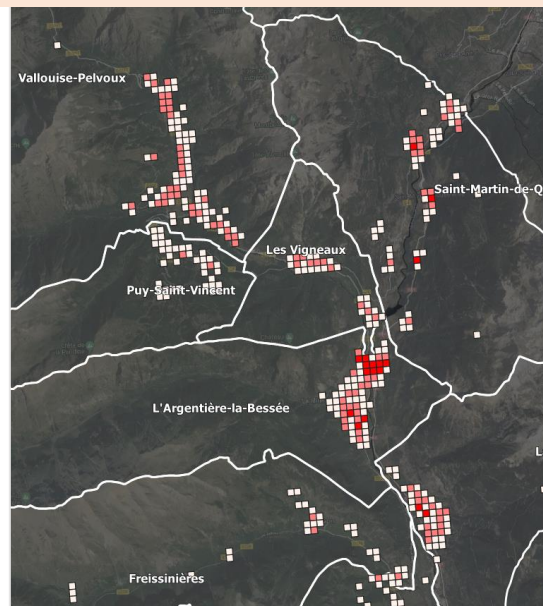 Vallouise-Pelvoux
Saint-Martin-de-Q
Les Vigneaux
Puy-Saint-Vincent
L'Argentière-la-Bessée
L
Freissinières